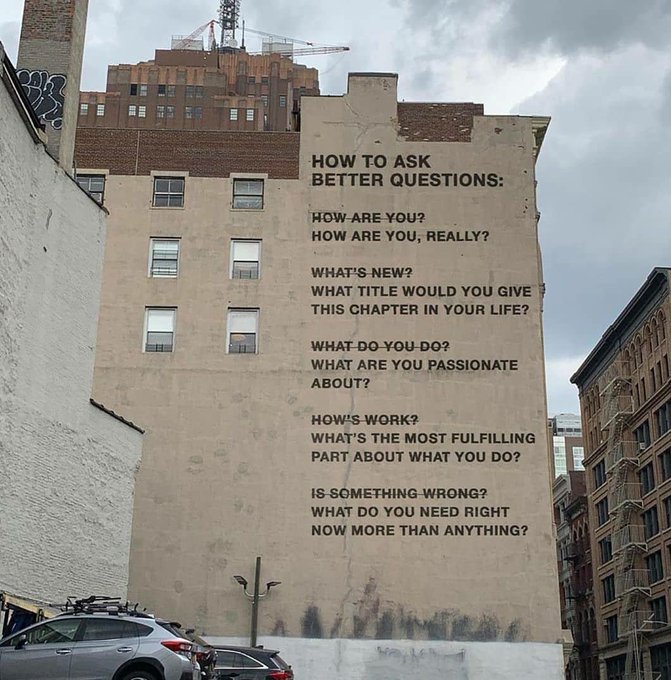 HOW TO ASK
BETTER QUESTIONS:
HOW ARE YOU?
HOW ARE YOU, REALLY?
WHAT'S NEW?
WHAT TITLE WOULD YOU GIVE
THIS CHAPTER IN YOUR LIFE?
WHAT DO YOU DO?
WHAT ARE YOU PASSIONATE
ABOUT?
HOW'S WORK?
WHAT'S THE MOST FULFILLING
PART ABOUT WHAT YOU DO?
IS SOMETHING WRONG?
WHAT DO YOU NEED RIGHT
NOW MORE THAN ANYTHING?